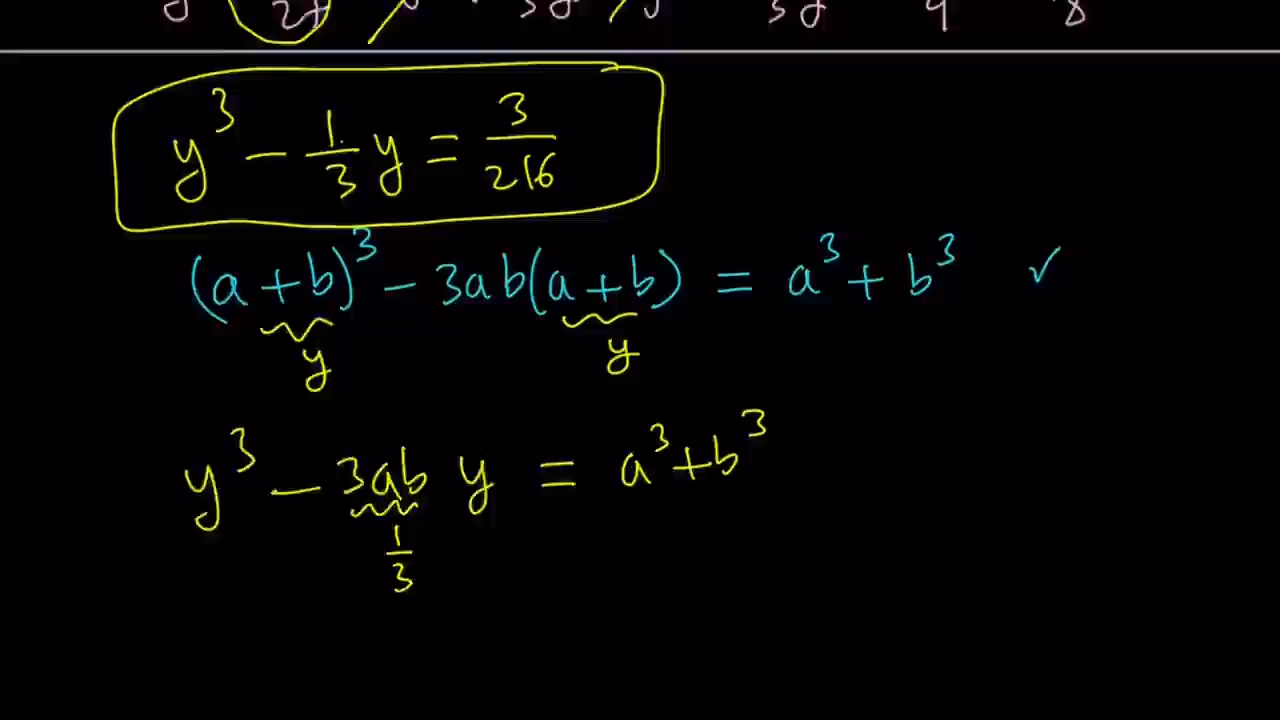 y³ - 1/3 y = 3/216
(a+b)³ - 3ab(a+b) = a³ + b³ ✓
y y
y³ - 3ab y = a³+b³
1/3